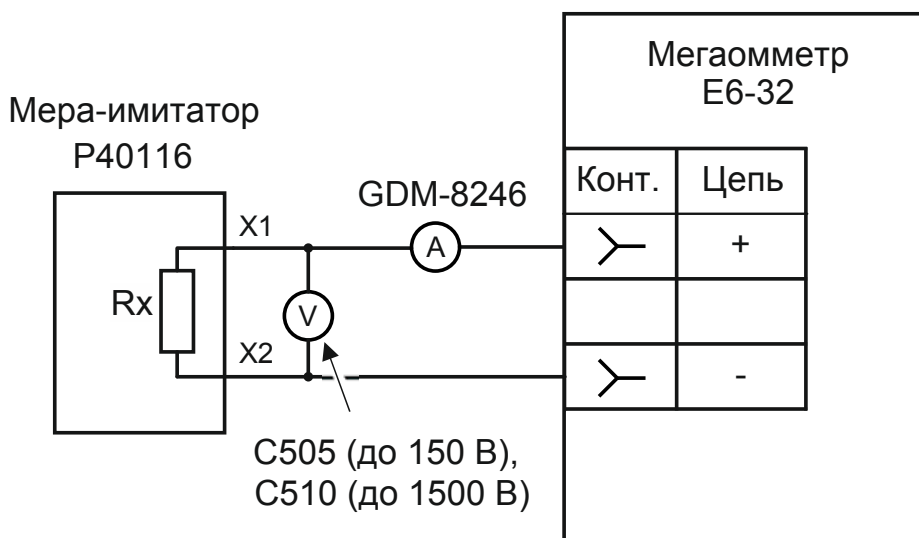 Мегаомметр
Е6-32
Мера-имитатор
Р40116
GDM-8246
Конт. Цепь
X1
A
+
Rx
V
X2
-
С505 (до 150 В),
С510 (до 1500 В)